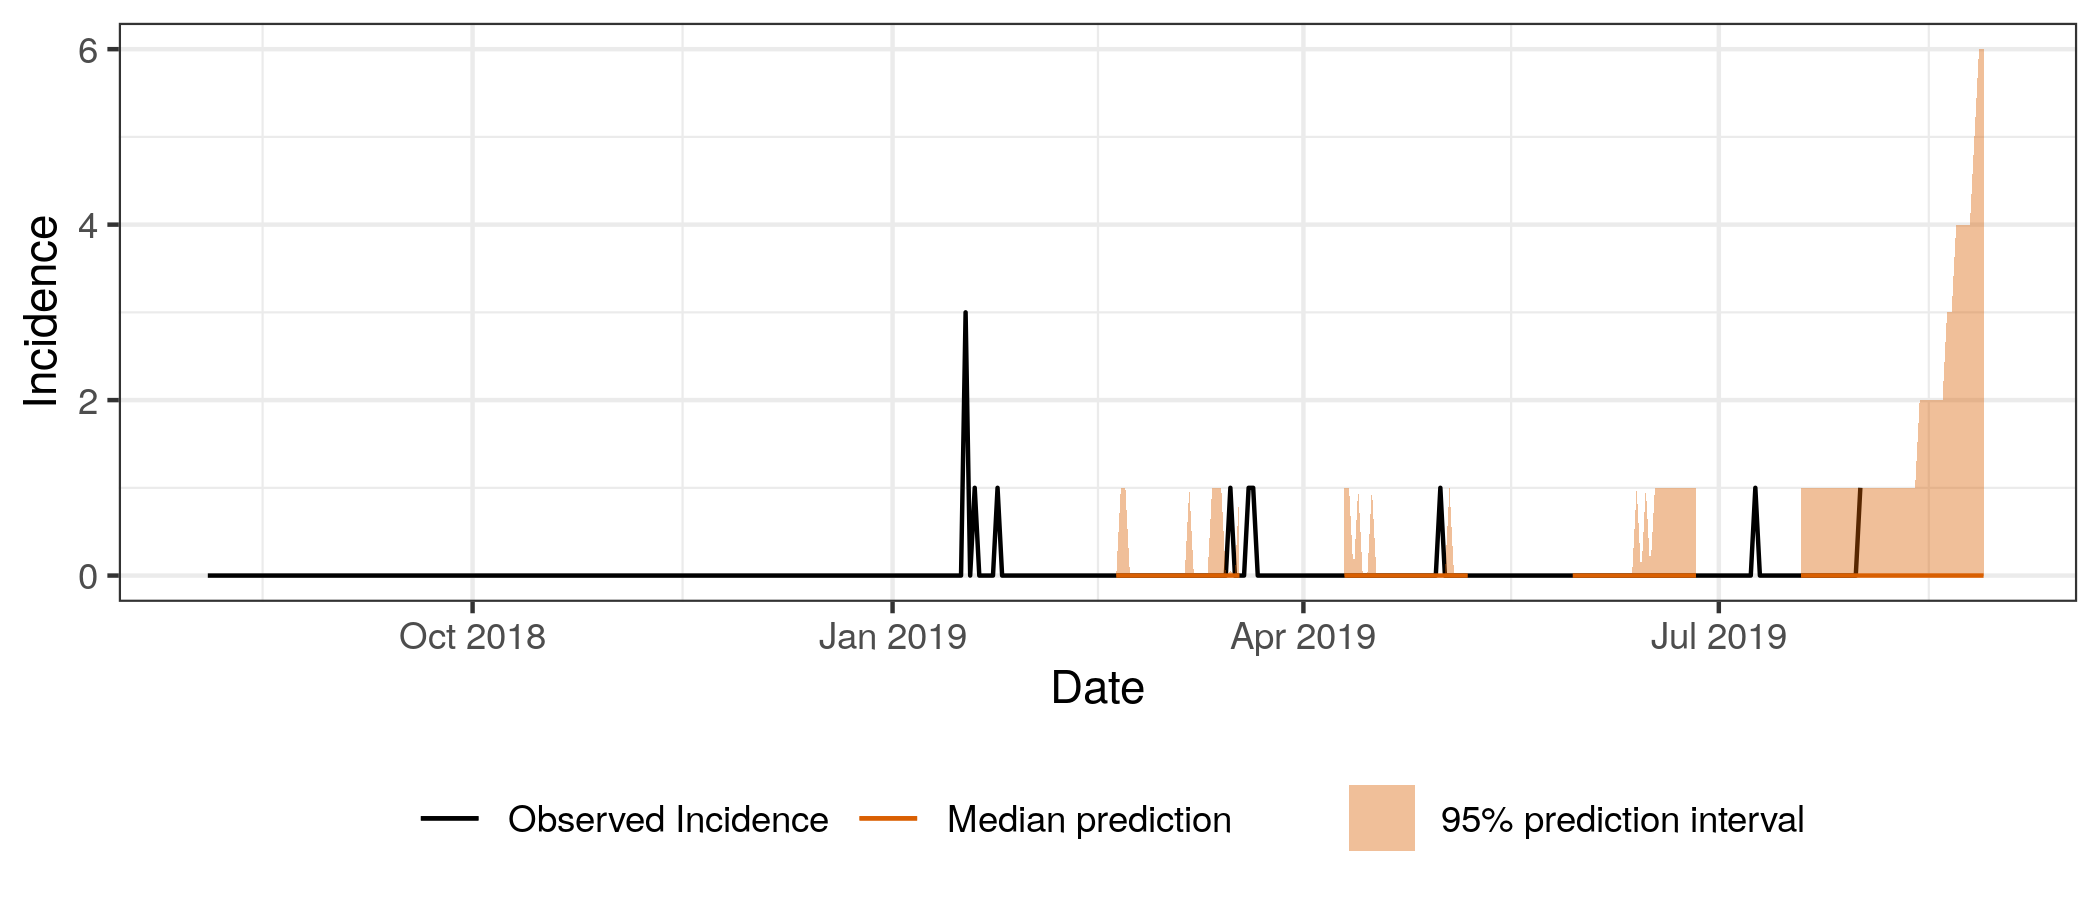 Incidence
6
4
2
0
Oct 2018
Jan 2019
Apr 2019
Jul 2019
Date
Observed Incidence
Median prediction
95% prediction interval